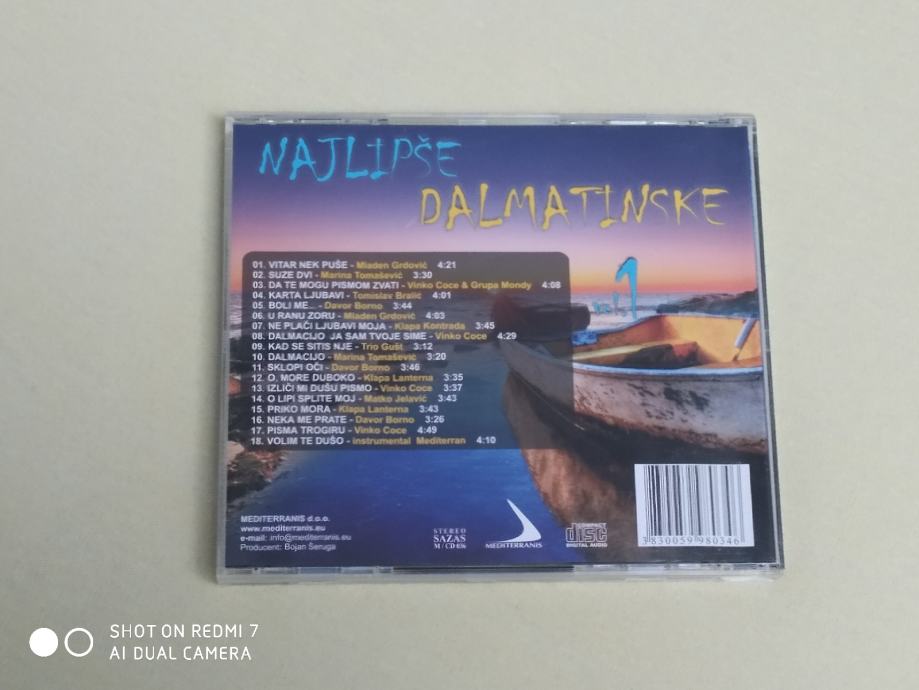 NAJLIPŠE
DALMATINSKE
vol.1
01. VITAR NEK PUŠE - Mladen Grdović 4:21
02. SUZE DVI - Marina Tomašević 3:30
03. DA TE MOGU PISMOM ZVATI - Vinko Coce & Grupa Mondy 4:08
04. KARTA LJUBAVI - Tomislav Bralić 4:01
05. BOLI ME... - Davor Borno 3:44
06. U RANU ZORU - Mladen Grdović 4:03
07. NE PLAČI LJUBAVI MOJA - Klapa Kontrada 3:45
08. DALMACIJO JA SAM TVOJE SIME - Vinko Coce 4:29
09. KAD SE SITIS NJE - Trio Gušt 3:12
10. DALMACIJO - Marina Tomašević 3:20
11. SKLOPI OČI - Davor Borno 3:46
12. O, MORE DUBOKO - Klapa Lanterna 3:35
13. IZLIČI MI DUŠU PISMO - Vinko Coce 3:37
14. O LIPI SPLITE MOJ - Matko Jelavić 3:43
15. PRIKO MORA - Klapa Lanterna 3:43
16. NEKA ME PRATE - Davor Borno 3:26
17. PISMA TROGIRU - Vinko Coce 4:49
18. VOLIM TE DUŠO - instrumental Mediterran 4:10
MEDITERRANIS d.o.o.
www.mediterranis.eu
e-mail: info@mediterranis.eu
Producent: Bojan Šeruga
STEREO
SAZAS
M / CD 036
MEDITERRANIS
COMPACT
disc
DIGITAL AUDIO
3830059980346
SHOT ON REDMI 7
AI DUAL CAMERA